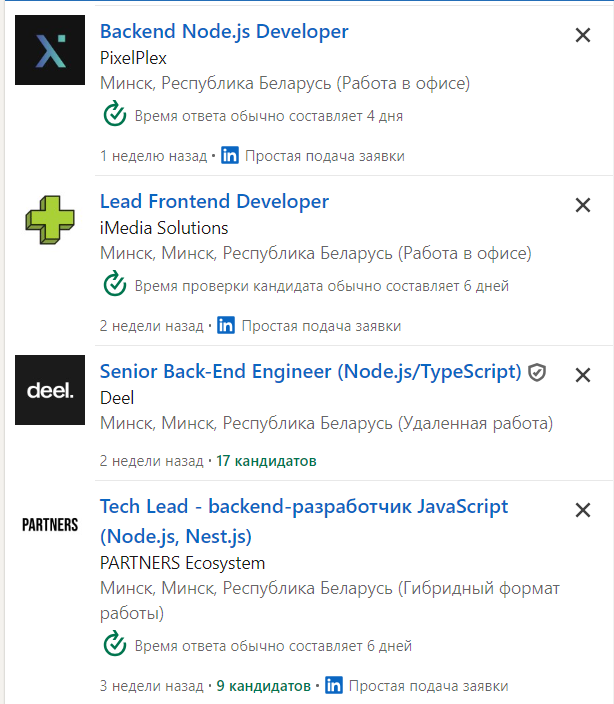 Backend Node.js Developer
PixelPlex
Минск, Республика Беларусь (Работа в офисе)
Время ответа обычно составляет 4 дня
1 неделю назад · in Простая подача заявки
Lead Frontend Developer
iMedia Solutions
Минск, Минск, Республика Беларусь (Работа в офисе)
Время проверки кандидата обычно составляет 6 дней
2 недели назад · in Простая подача заявки
deel.
Senior Back-End Engineer (Node.js/TypeScript)
Deel
Минск, Минск, Республика Беларусь (Удаленная работа)
2 недели назад · 17 кандидатов
PARTNERS
Tech Lead - backend-разработчик JavaScript
(Node.js, Nest.js)
PARTNERS Ecosystem
Минск, Минск, Республика Беларусь (Гибридный формат
работы)
Время ответа обычно составляет 6 дней
3 недели назад · 9 кандидатов · in Простая подача заявки